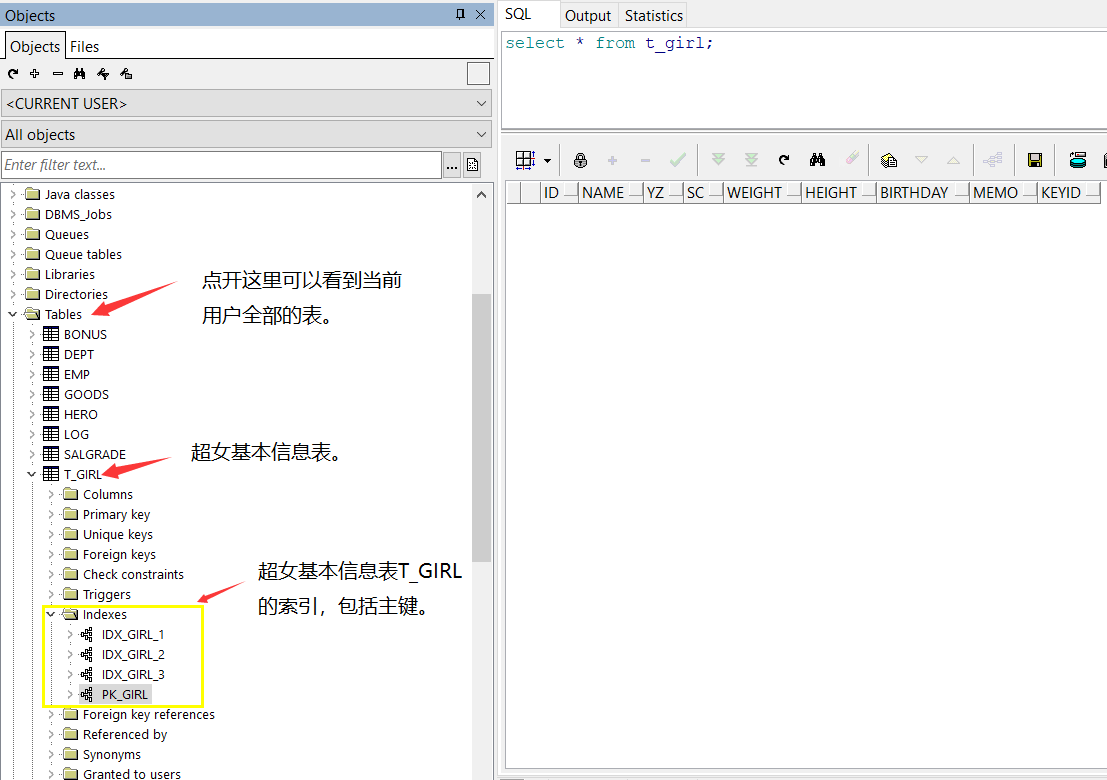 Objects
Objects Files
<CURRENT USER>
All objects
Enter filter text...
...
Java classes
DBMS_Jobs
Queues
Queue tables
Libraries
Directories
Tables
BONUS
DEPT
EMP
GOODS
HERO
LOG
SALGRADE
T_GIRL
Columns
Primary key
Unique keys
Foreign keys
Check constraints
Triggers
Indexes
IDX_GIRL_1
IDX_GIRL_2
IDX_GIRL_3
PK_GIRL
Foreign key references
Referenced by
Synonyms
Granted to users
点开这里可以看到当前
用户全部的表。
超女基本信息表。
超女基本信息表T_GIRL
的索引，包括主键。
SQL Output Statistics
select * from t_girl;
ID NAME YZ SC WEIGHT HEIGHT BIRTHDAY MEMO KEYID